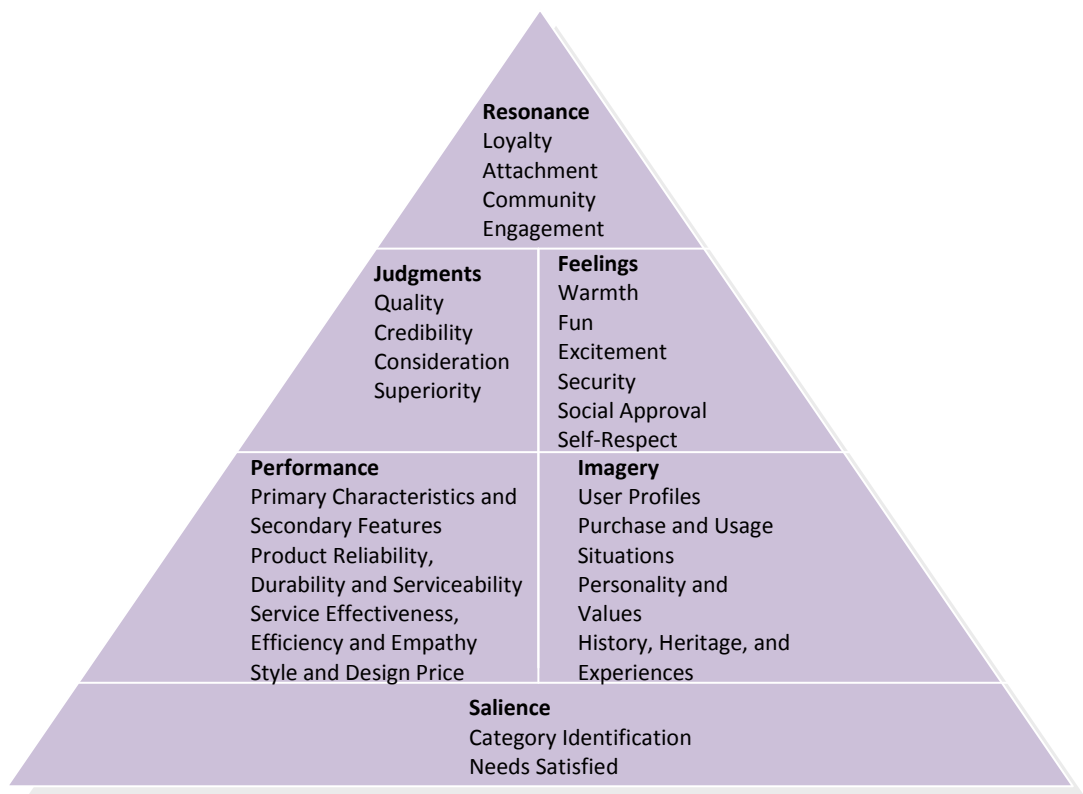 Resonance
Loyalty
Attachment
Community
Engagement
Judgments
Quality
Credibility
Consideration
Superiority
Feelings
Warmth
Fun
Excitement
Security
Social Approval
Self-Respect
Performance
Primary Characteristics and
Secondary Features
Product Reliability,
Durability and Serviceability
Service Effectiveness,
Efficiency and Empathy
Style and Design Price
Imagery
User Profiles
Purchase and Usage
Situations
Personality and
Values
History, Heritage, and
Experiences
Salience
Category Identification
Needs Satisfied